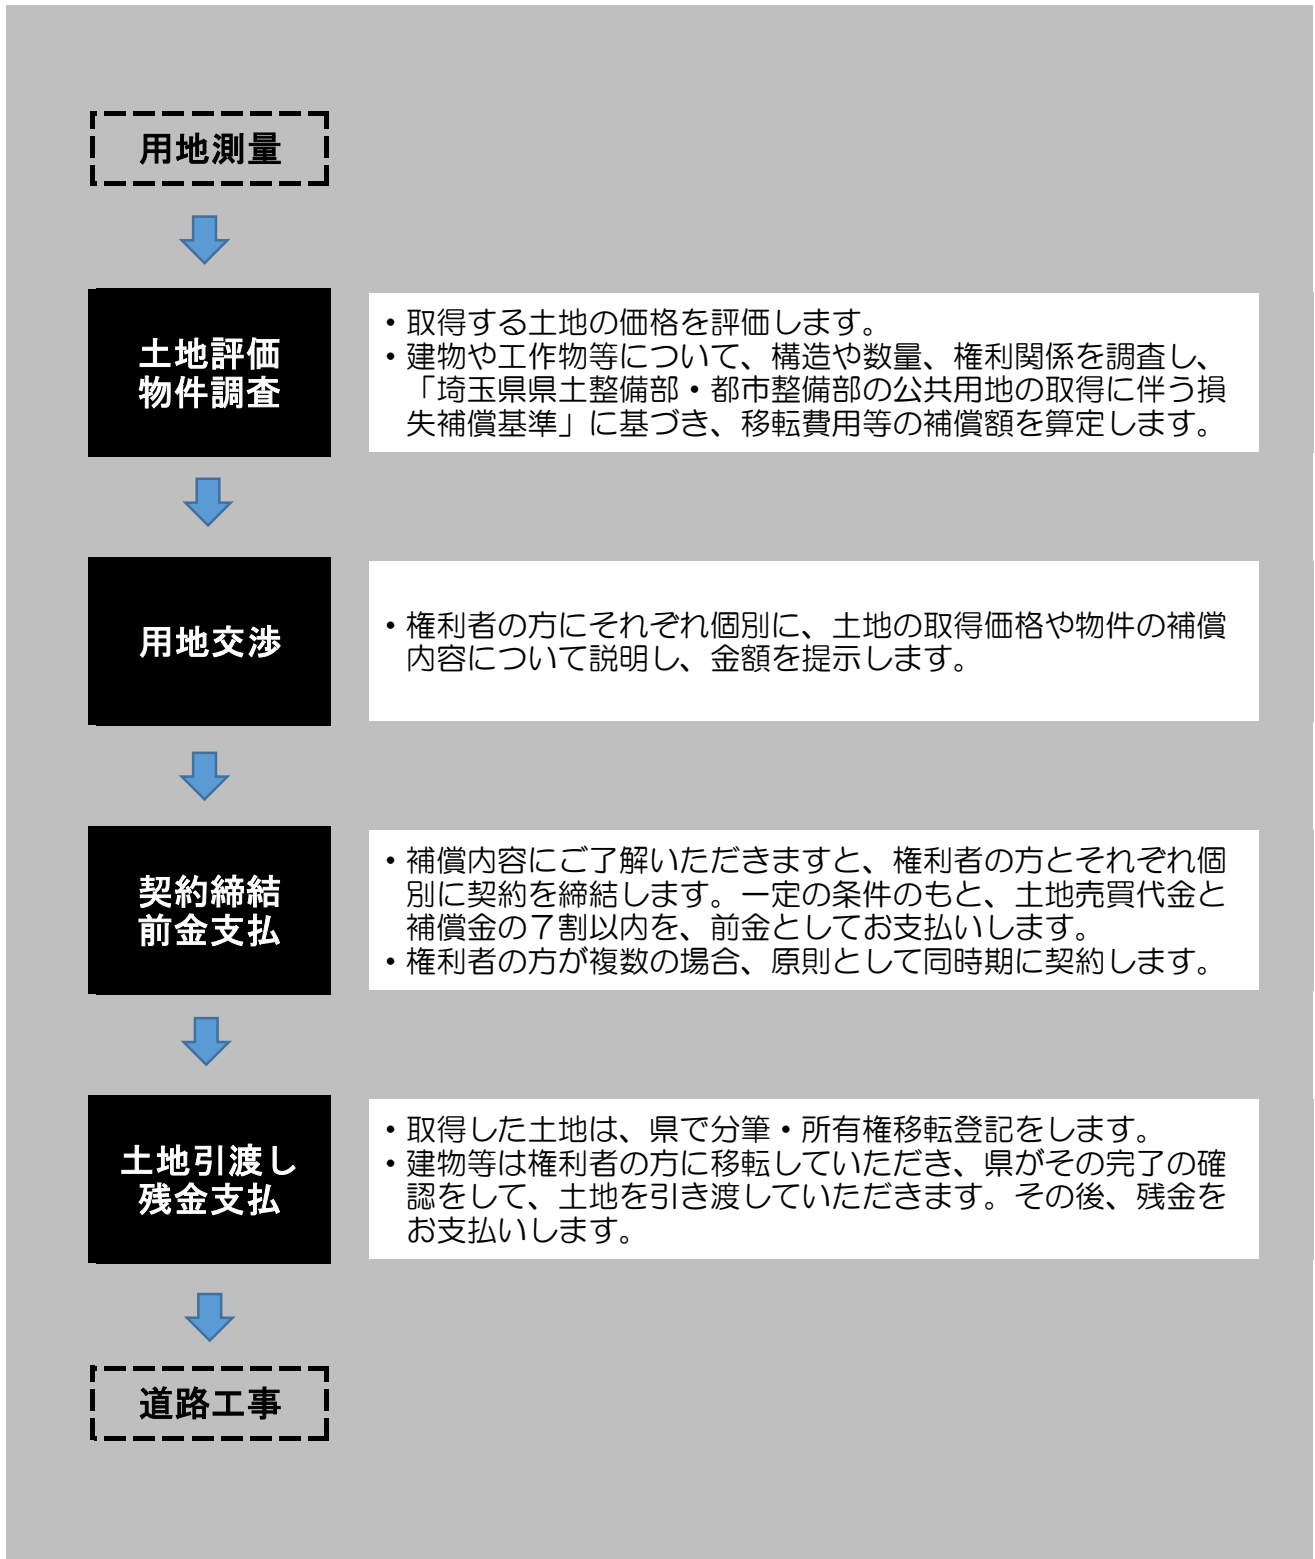 用地測量
土地評価
物件調査
・取得する土地の価格を評価します。
・建物や工作物等について、構造や数量、権利関係を調査し、
「埼玉県県土整備部・都市整備部の公共用地の取得に伴う損
失補償基準」に基づき、移転費用等の補償額を算定します。
用地交渉
・権利者の方にそれぞれ個別に、土地の取得価格や物件の補償
内容について説明し、金額を提示します。
契約締結
前金支払
・補償内容にご了解いただきますと、権利者の方とそれぞれ個
別に契約を締結します。一定の条件のもと、土地売買代金と
補償金の７割以内を、前金としてお支払いします。
・権利者の方が複数の場合、原則として同時期に契約します。
土地引渡し
残金支払
・取得した土地は、県で分筆・所有権移転登記をします。
・建物等は権利者の方に移転していただき、県がその完了の確
認をして、土地を引き渡していただきます。その後、残金を
お支払いします。
道路工事